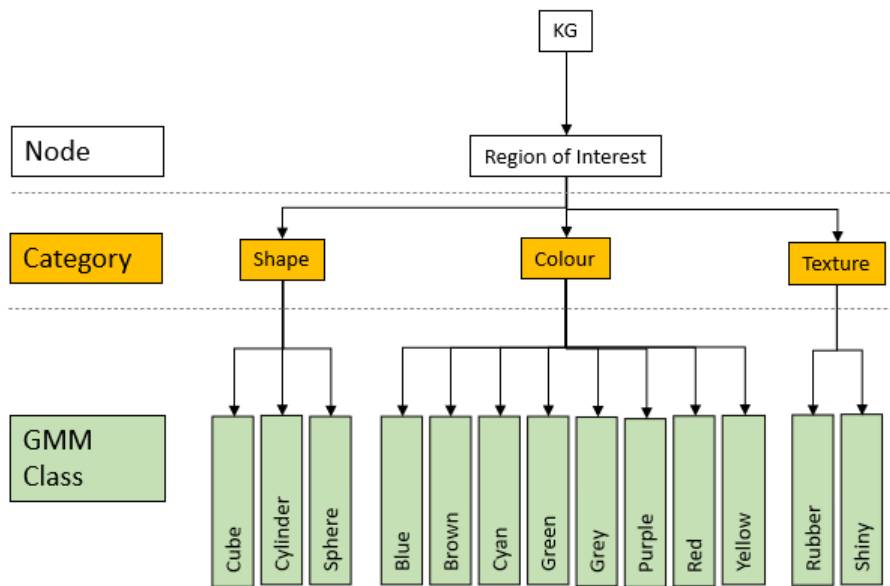 KG
Node
Region of Interest
Category
Shape
Colour
Texture
GMM
Class
Cube
Cylinder
Sphere
Blue
Brown
Cyan
Green
Grey
Purple
Red
Yellow
Rubber
Shiny